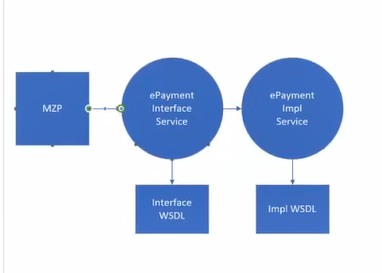 MZP
ePayment
Interface
Service
ePayment
Impl
Service
Interface
WSDL
Impl WSDL